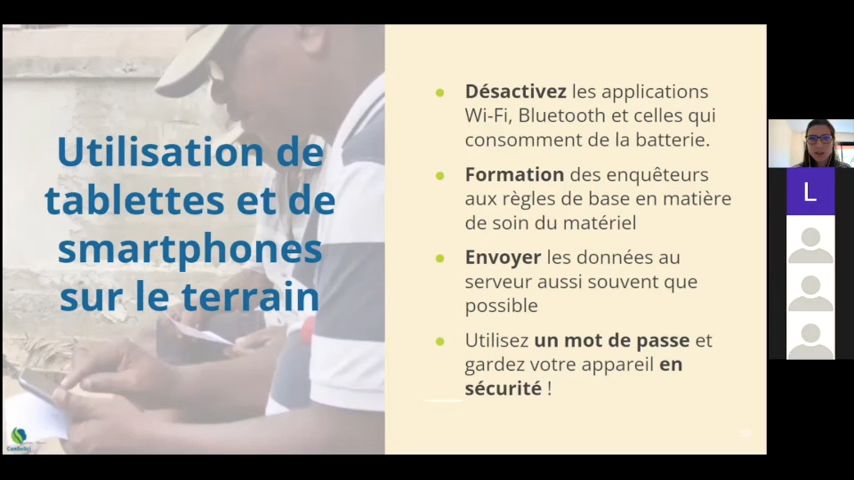 Utilisation de
tablettes et de
smartphones
sur le terrain
Désactivez les applications
Wi-Fi, Bluetooth et celles qui
consomment de la batterie.
Formation des enquêteurs
aux règles de base en matière
de soin du matériel
Envoyer les données au
serveur aussi souvent que
possible
Utilisez un mot de passe et
gardez votre appareil en
sécurité !
L